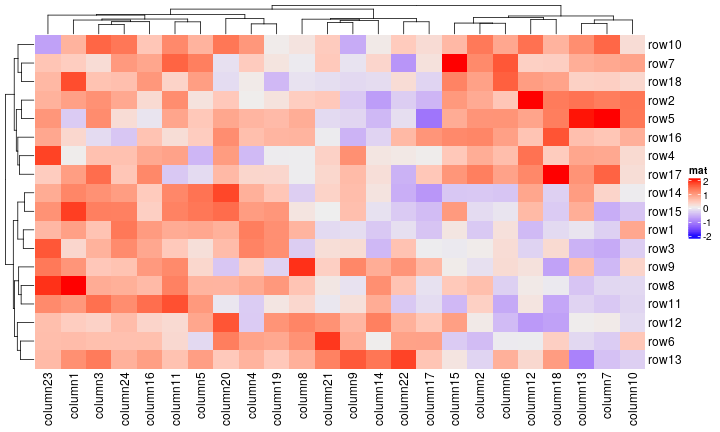 row10
row7
row18
row2
row5
row16
row4
row17
row14
row15
row1
row3
row9
row8
row11
row12
row6
row13
mat
2
1
0
-1
-2
column23
column1
column3
column24
column16
column11
column5
column20
column4
column19
column8
column21
column9
column14
column22
column17
column15
column2
column6
column12
column18
column13
column7
column10